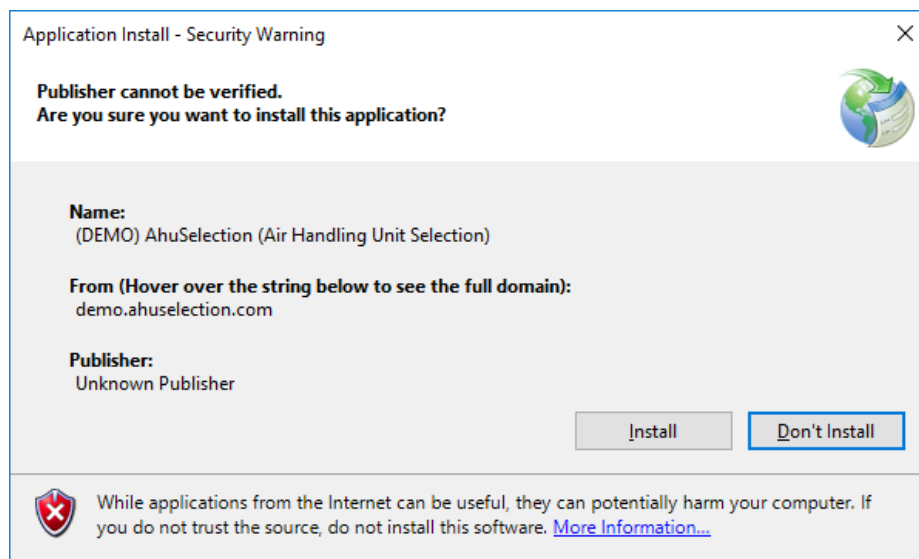 Application Install - Security Warning
Publisher cannot be verified.
Are you sure you want to install this application?
Name:
(DEMO) AhuSelection (Air Handling Unit Selection)
From (Hover over the string below to see the full domain):
demo.ahuselection.com
Publisher:
Unknown Publisher
Install
Don't Install
While applications from the Internet can be useful, they can potentially harm your computer. If
you do not trust the source, do not install this software. More Information...